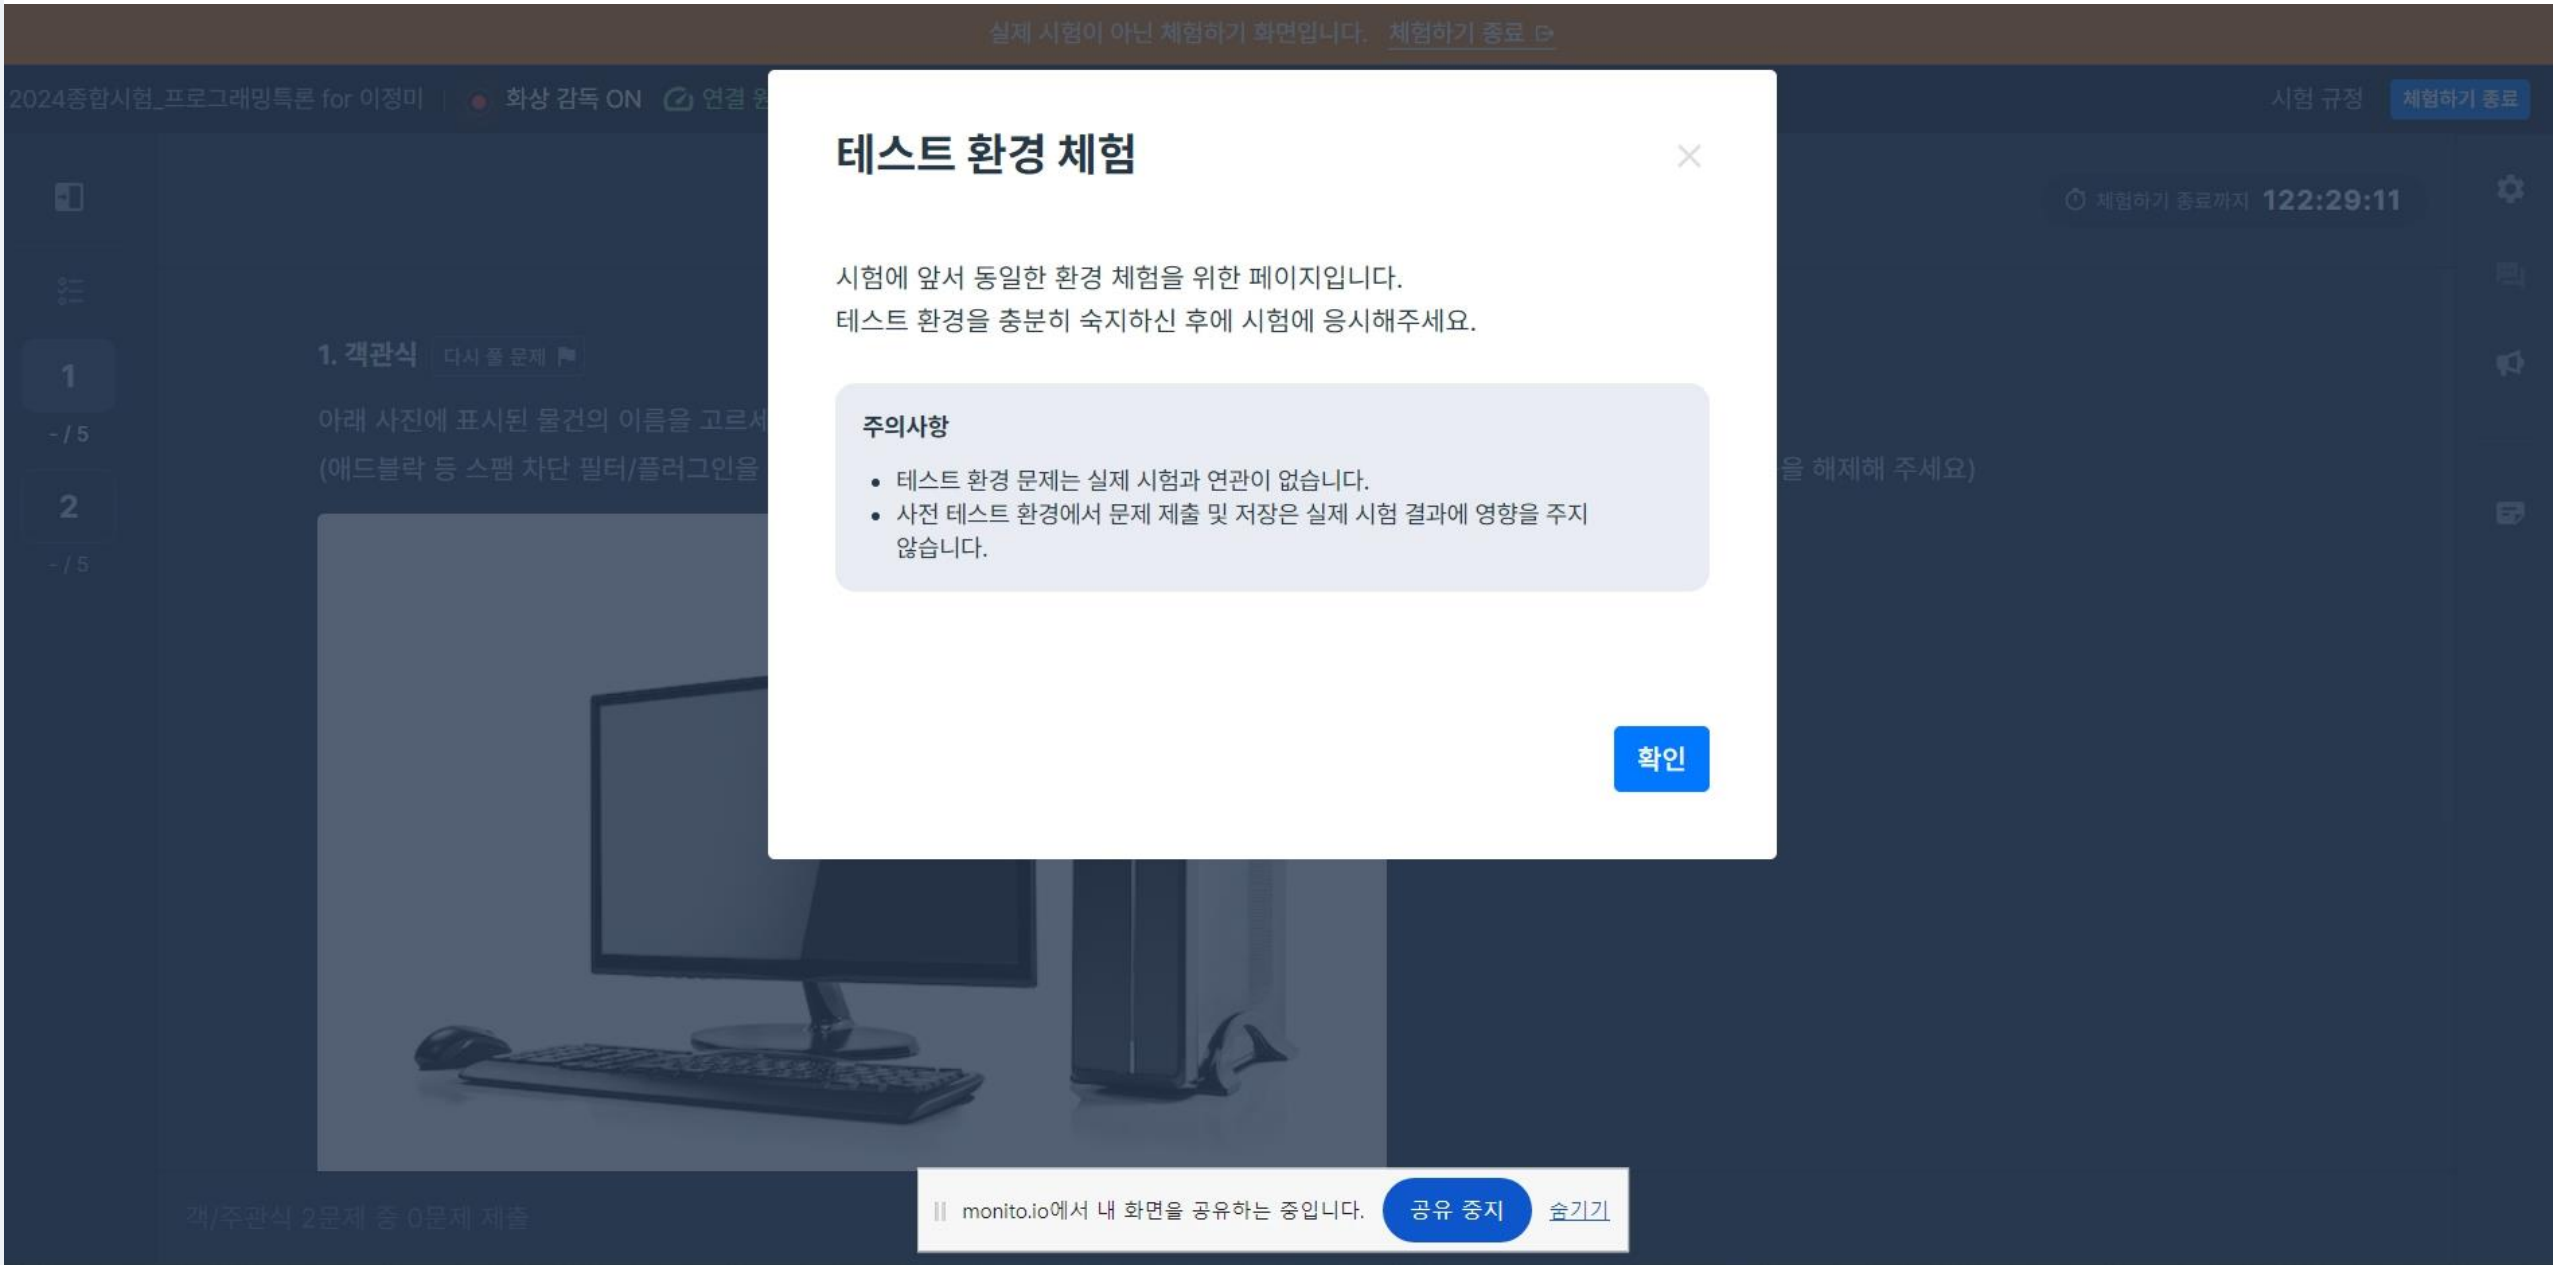 실제 시험이 아닌 체험하기 화면입니다. 체험하기 종료
2024종합시험_프로그래밍특론 for 이정미
화상 감독 ON
연결 원
시험 규정
체험하기 종료
체험하기 종료까지 122:29:11
테스트 환경 체험
시험에 앞서 동일한 환경 체험을 위한 페이지입니다.
테스트 환경을 충분히 숙지하신 후에 시험에 응시해주세요.
주의사항
테스트 환경 문제는 실제 시험과 연관이 없습니다.
사전 테스트 환경에서 문제 제출 및 저장은 실제 시험 결과에 영향을 주지
않습니다.
확인
1
- / 5
2
- / 5
1. 객관식
다시 풀 문제
아래 사진에 표시된 물건의 이름을 고르세
(애드블락 등 스팸 차단 필터/플러그인을
을 해제해 주세요)
객/주관식 2문제 중 0문제 제출
monito.io에서 내 화면을 공유하는 중입니다.
공유 중지
숨기기